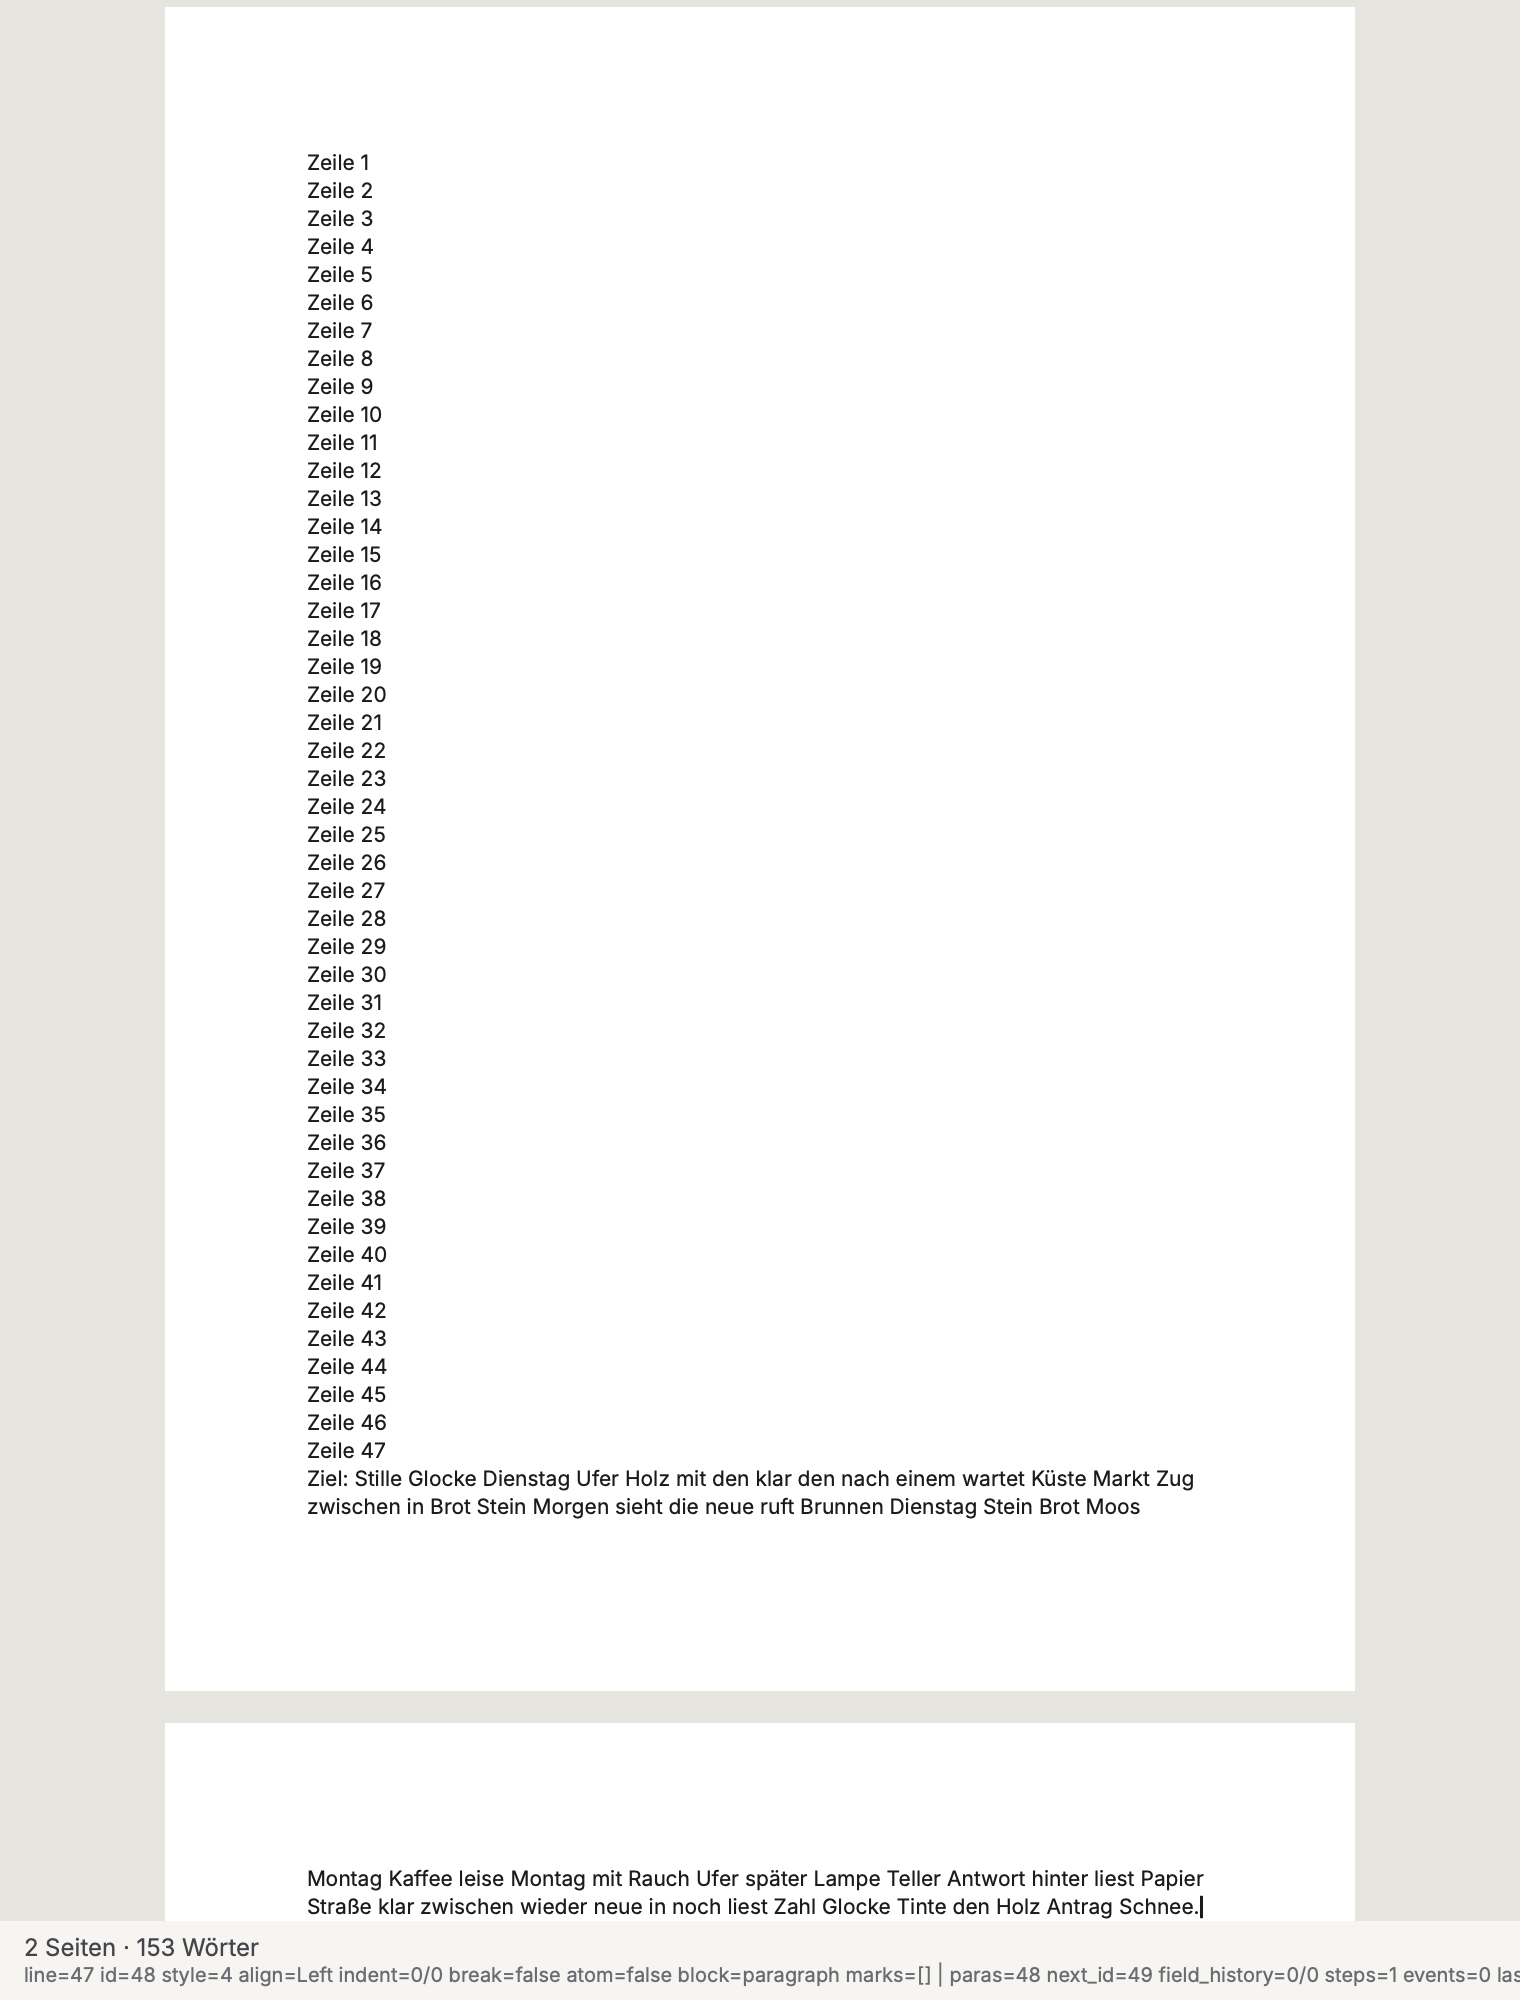 Zeile 1
Zeile 2
Zeile 3
Zeile 4
Zeile 5
Zeile 6
Zeile 7
Zeile 8
Zeile 9
Zeile 10
Zeile 11
Zeile 12
Zeile 13
Zeile 14
Zeile 15
Zeile 16
Zeile 17
Zeile 18
Zeile 19
Zeile 20
Zeile 21
Zeile 22
Zeile 23
Zeile 24
Zeile 25
Zeile 26
Zeile 27
Zeile 28
Zeile 29
Zeile 30
Zeile 31
Zeile 32
Zeile 33
Zeile 34
Zeile 35
Zeile 36
Zeile 37
Zeile 38
Zeile 39
Zeile 40
Zeile 41
Zeile 42
Zeile 43
Zeile 44
Zeile 45
Zeile 46
Zeile 47
Ziel: Stille Glocke Dienstag Ufer Holz mit den klar den nach einem wartet Küste Markt Zug
zwischen in Brot Stein Morgen sieht die neue ruft Brunnen Dienstag Stein Brot Moos
Montag Kaffee leise Montag mit Rauch Ufer später Lampe Teller Antwort hinter liest Papier
Straße klar zwischen wieder neue in noch liest Zahl Glocke Tinte den Holz Antrag Schnee.
2 Seiten · 153 Wörter
line=47 id=48 style=4 align=Left indent=0/0 break=false atom=false block=paragraph marks=[] | paras=48 next_id=49 field_history=0/0 steps=1 events=0 las